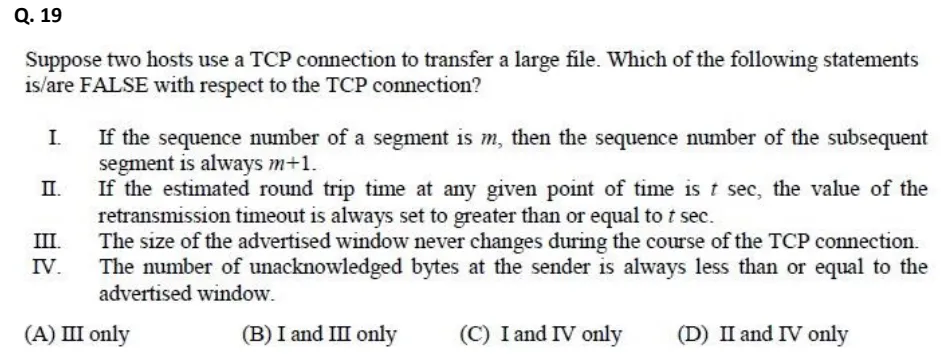 Q. 19
Suppose two hosts use a TCP connection to transfer a large file. Which of the following statements
is/are FALSE with respect to the TCP connection?
I. If the sequence number of a segment is m, then the sequence number of the subsequent
segment is always m+1.
II. If the estimated round trip time at any given point of time is t sec, the value of the
retransmission timeout is always set to greater than or equal to t sec.
III. The size of the advertised window never changes during the course of the TCP connection.
IV. The number of unacknowledged bytes at the sender is always less than or equal to the
advertised window.
(A) III only (B) I and III only (C) I and IV only (D) II and IV only